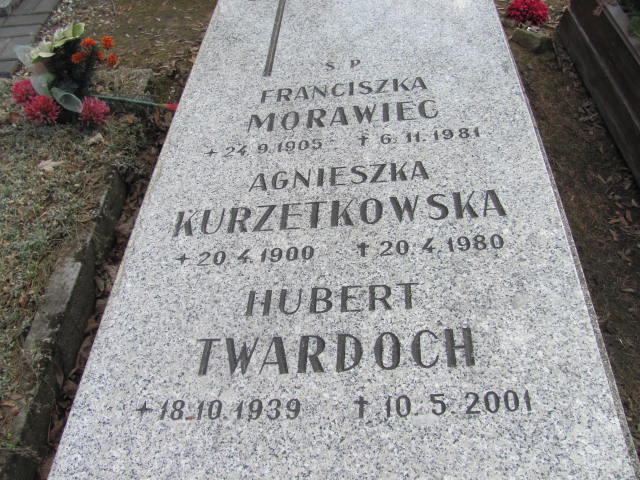 Ś P
FRANCISZKA
MORAWIEC
+24.9.1905 †6.11.1981
AGNIESZKA
KURZETKOWSKA
+20.4.1900 †20.4.1980
HUBERT
TWARDOCH
+18.10.1939 †10.5.2001